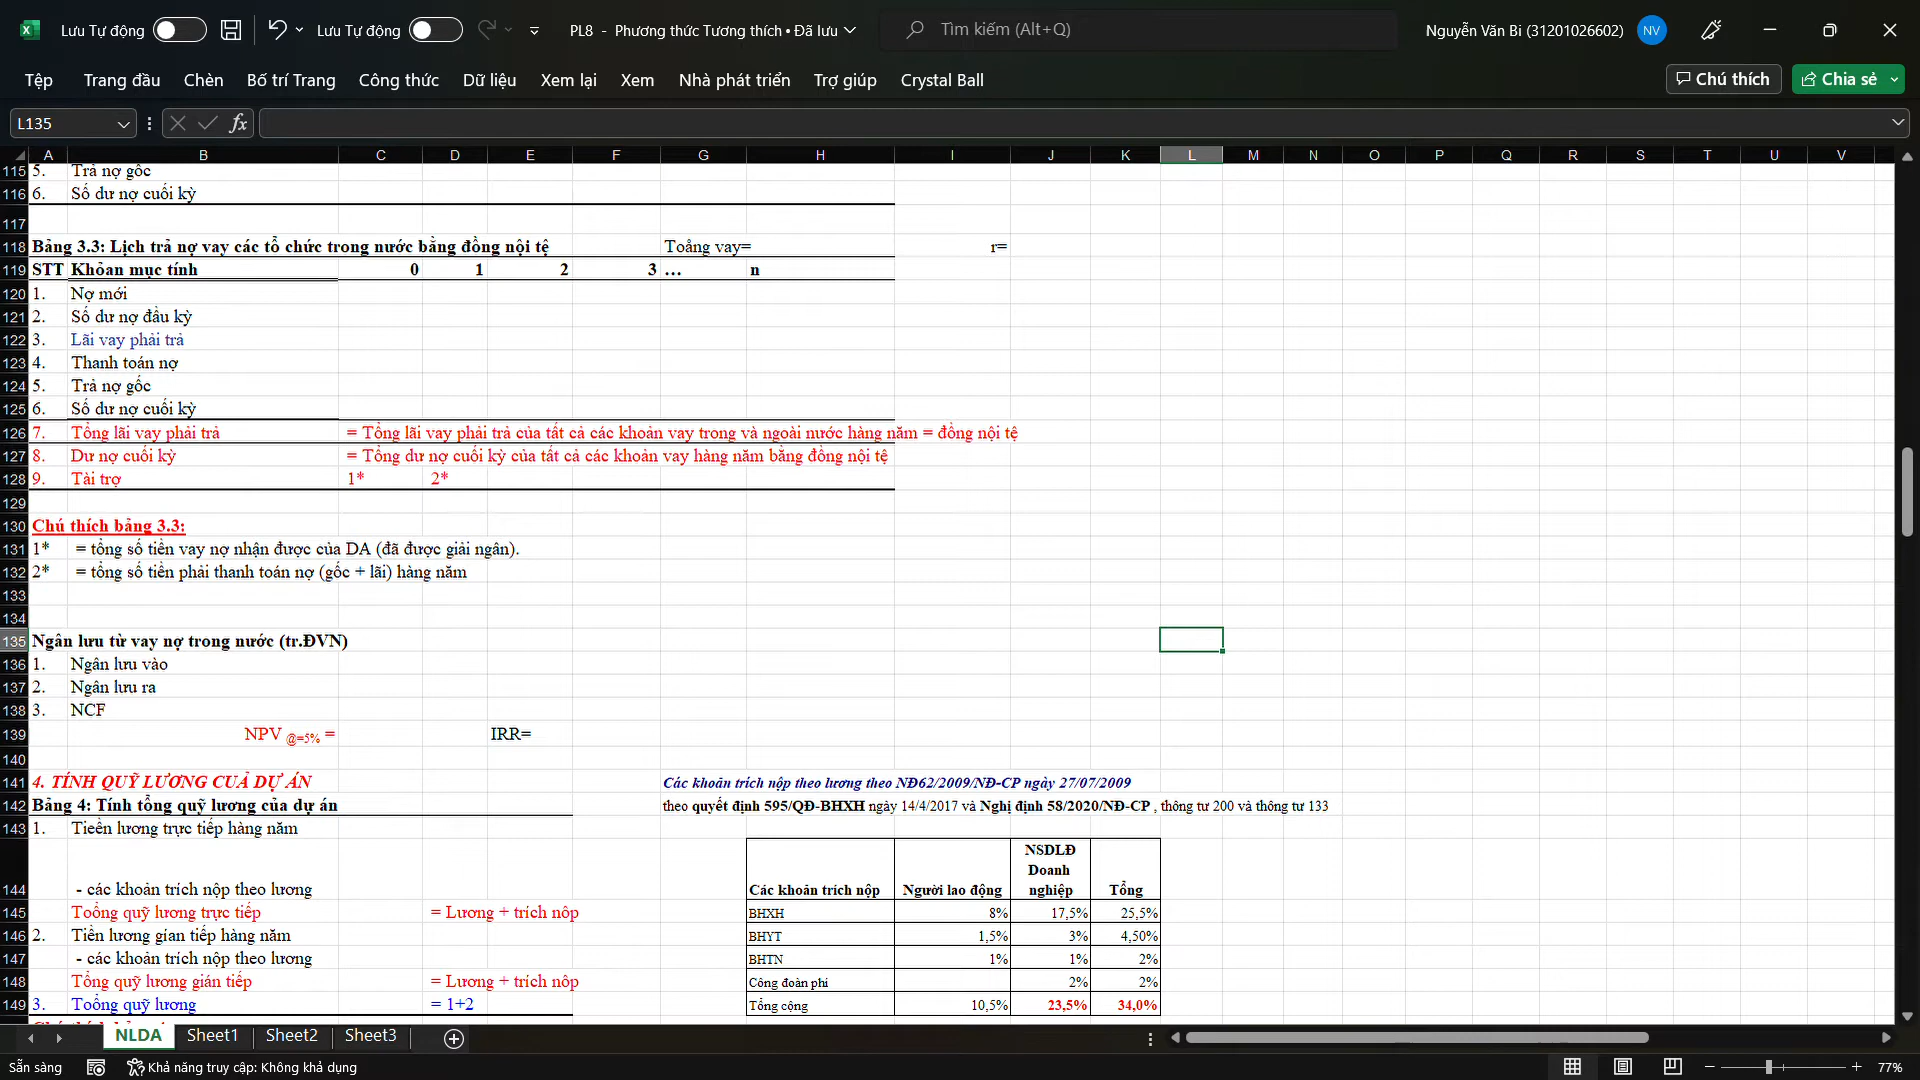 Lưu Tự động
Lưu Tự động
PL8 - Phương thức Tương thích • Đã lưu
Tìm kiếm (Alt+Q)
Nguyễn Văn Bi (31201026602)
NV
Tệp Trang đầu Chèn Bố trí Trang Công thức Dữ liệu Xem lại Xem Nhà phát triển Trợ giúp Crystal Ball
Chú thích
Chia sẻ
L135
fx
A B C D E F G H I J K L M N O P Q R S T U V
115 5. Trả nợ gốc
116 6. Số dư nợ cuối kỳ
117
118 Bảng 3.3: Lịch trả nợ vay các tổ chức trong nước bằng đồng nội tệ Toảng vay= r=
119 STT Khỏan mục tính 0 1 2 3 … n
120 1. Nợ mới
121 2. Số dư nợ đầu kỳ
122 3. Lãi vay phải trả
123 4. Thanh toán nợ
124 5. Trả nợ gốc
125 6. Số dư nợ cuối kỳ
126 7. Tổng lãi vay phải trả = Tổng lãi vay phải trả của tất cả các khoản vay trong và ngoài nước hàng năm = đồng nội tệ
127 8. Dư nợ cuối kỳ = Tổng dư nợ cuối kỳ của tất cả các khoản vay hàng năm bằng đồng nội tệ
128 9. Tài trợ 1* 2*
129
130 Chú thích bảng 3.3:
131 1* = tổng số tiền vay nợ nhận được của DA (đã được giải ngân).
132 2* = tổng số tiền phải thanh toán nợ (gốc + lãi) hàng năm
133
134
135 Ngân lưu từ vay nợ trong nước (tr.ĐVN)
136 1. Ngân lưu vào
137 2. Ngân lưu ra
138 3. NCF
139 NPV @=5% = IRR=
140
141 4. TÍNH QUỸ LƯƠNG CUẢ DỰ ÁN Các khoản trích nộp theo lương theo NĐ62/2009/NĐ-CP ngày 27/07/2009
142 Bảng 4: Tính tổng quỹ lương của dự án theo quyết định 595/QĐ-BHXH ngày 14/4/2017 và Nghị định 58/2020/NĐ-CP , thông tư 200 và thông tư 133
143 1. Tieền lương trực tiếp hàng năm
144 - các khoản trích nộp theo lương Các khoản trích nộp Người lao động NSDLĐ Doanh nghiệp Tổng
145 Toổng quỹ lương trực tiếp = Lương + trích nôp BHXH 8% 17,5% 25,5%
146 2. Tiền lương gían tiếp hàng năm BHYT 1,5% 3% 4,50%
147 - các khoản trích nộp theo lương BHTN 1% 1% 2%
148 Tổng quỹ lương gián tiếp = Lương + trích nôp Công đoàn phí 2% 2%
149 3. Toổng quỹ lương = 1+2 Tổng cộng 10,5% 23,5% 34,0%
NLDA Sheet1 Sheet2 Sheet3
Sẵn sàng
Khả năng truy cập: Không khả dụng
77%